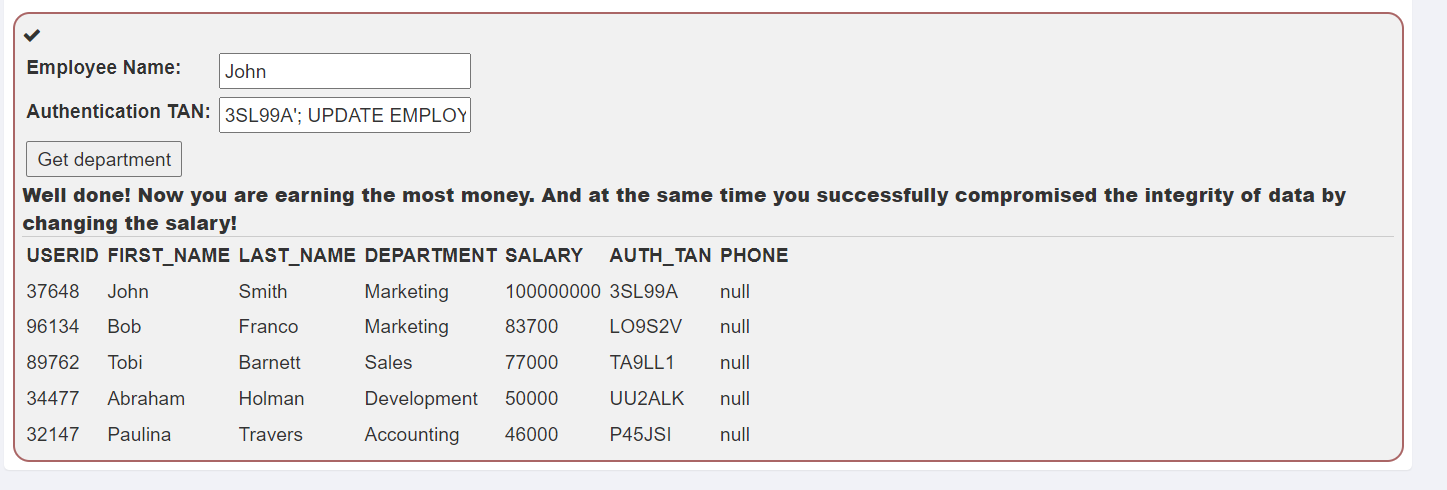 Employee Name: John
Authentication TAN: 3SL99A'; UPDATE EMPLOY
Get department
Well done! Now you are earning the most money. And at the same time you successfully compromised the integrity of data by
changing the salary!
USERID FIRST_NAME LAST_NAME DEPARTMENT SALARY AUTH_TAN PHONE
37648 John Smith Marketing 100000000 3SL99A null
96134 Bob Franco Marketing 83700 LO9S2V null
89762 Tobi Barnett Sales 77000 TA9LL1 null
34477 Abraham Holman Development 50000 UU2ALK null
32147 Paulina Travers Accounting 46000 P45JSI null